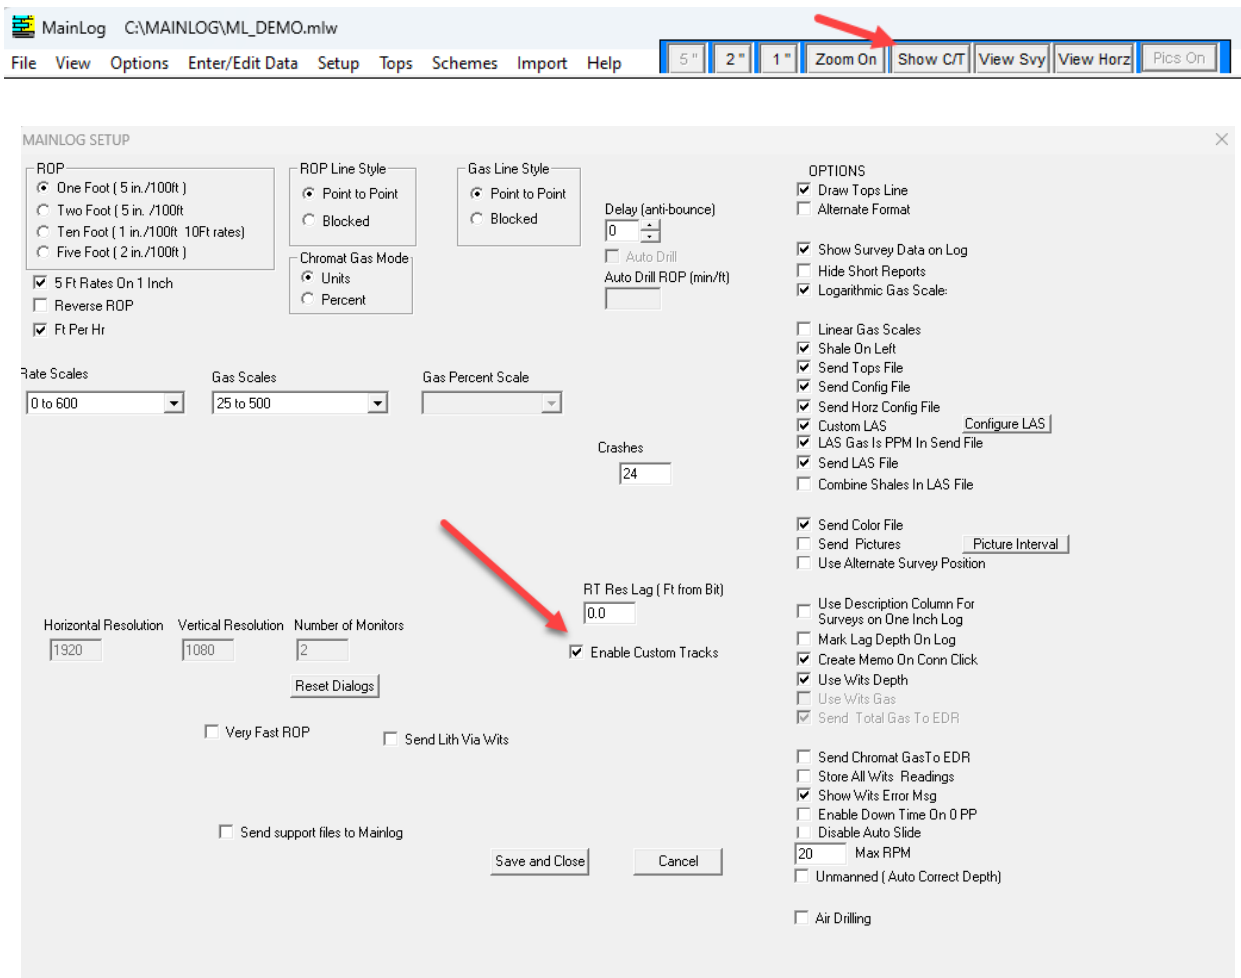 MainLog C:\MAINLOG\ML_DEMO.mlw
File View Options Enter/Edit Data Setup Tops Schemes Import Help
5 " 2 " 1 " Zoom On Show C/T View Svy View Horz Pics On
MAINLOG SETUP
ROP
One Foot ( 5 in./100ft )
Two Foot ( 5 in. /100ft
Ten Foot ( 1 in./100ft 10Ft rates)
Five Foot ( 2 in./100ft )
5 Ft Rates On 1 Inch
Reverse ROP
Ft Per Hr
ROP Line Style
Point to Point
Blocked
Chromat Gas Mode
Units
Percent
Gas Line Style
Point to Point
Blocked
Delay (anti-bounce)
0
Auto Drill
Auto Drill ROP (min/ft)
Rate Scales
0 to 600
Gas Scales
25 to 500
Gas Percent Scale
Crashes
24
RT Res Lag ( Ft from Bit)
0.0
Enable Custom Tracks
Horizontal Resolution Vertical Resolution Number of Monitors
1920 1080 2
Reset Dialogs
Very Fast ROP
Send Lith Via Wits
Send support files to Mainlog
Save and Close Cancel
OPTIONS
Draw Tops Line
Alternate Format
Show Survey Data on Log
Hide Short Reports
Logarithmic Gas Scale:
Linear Gas Scales
Shale On Left
Send Tops File
Send Config File
Send Horz Config File
Custom LAS Configure LAS
LAS Gas Is PPM In Send File
Send LAS File
Combine Shales In LAS File
Send Color File
Send Pictures Picture Interval
Use Alternate Survey Position
Use Description Column For
Surveys on One Inch Log
Mark Lag Depth On Log
Create Memo On Conn Click
Use Wits Depth
Use Wits Gas
Send Total Gas To EDR
Send Chromat GasTo EDR
Store All Wits Readings
Show Wits Error Msg
Enable Down Time On 0 PP
Disable Auto Slide
20 Max RPM
Unmanned ( Auto Correct Depth)
Air Drilling